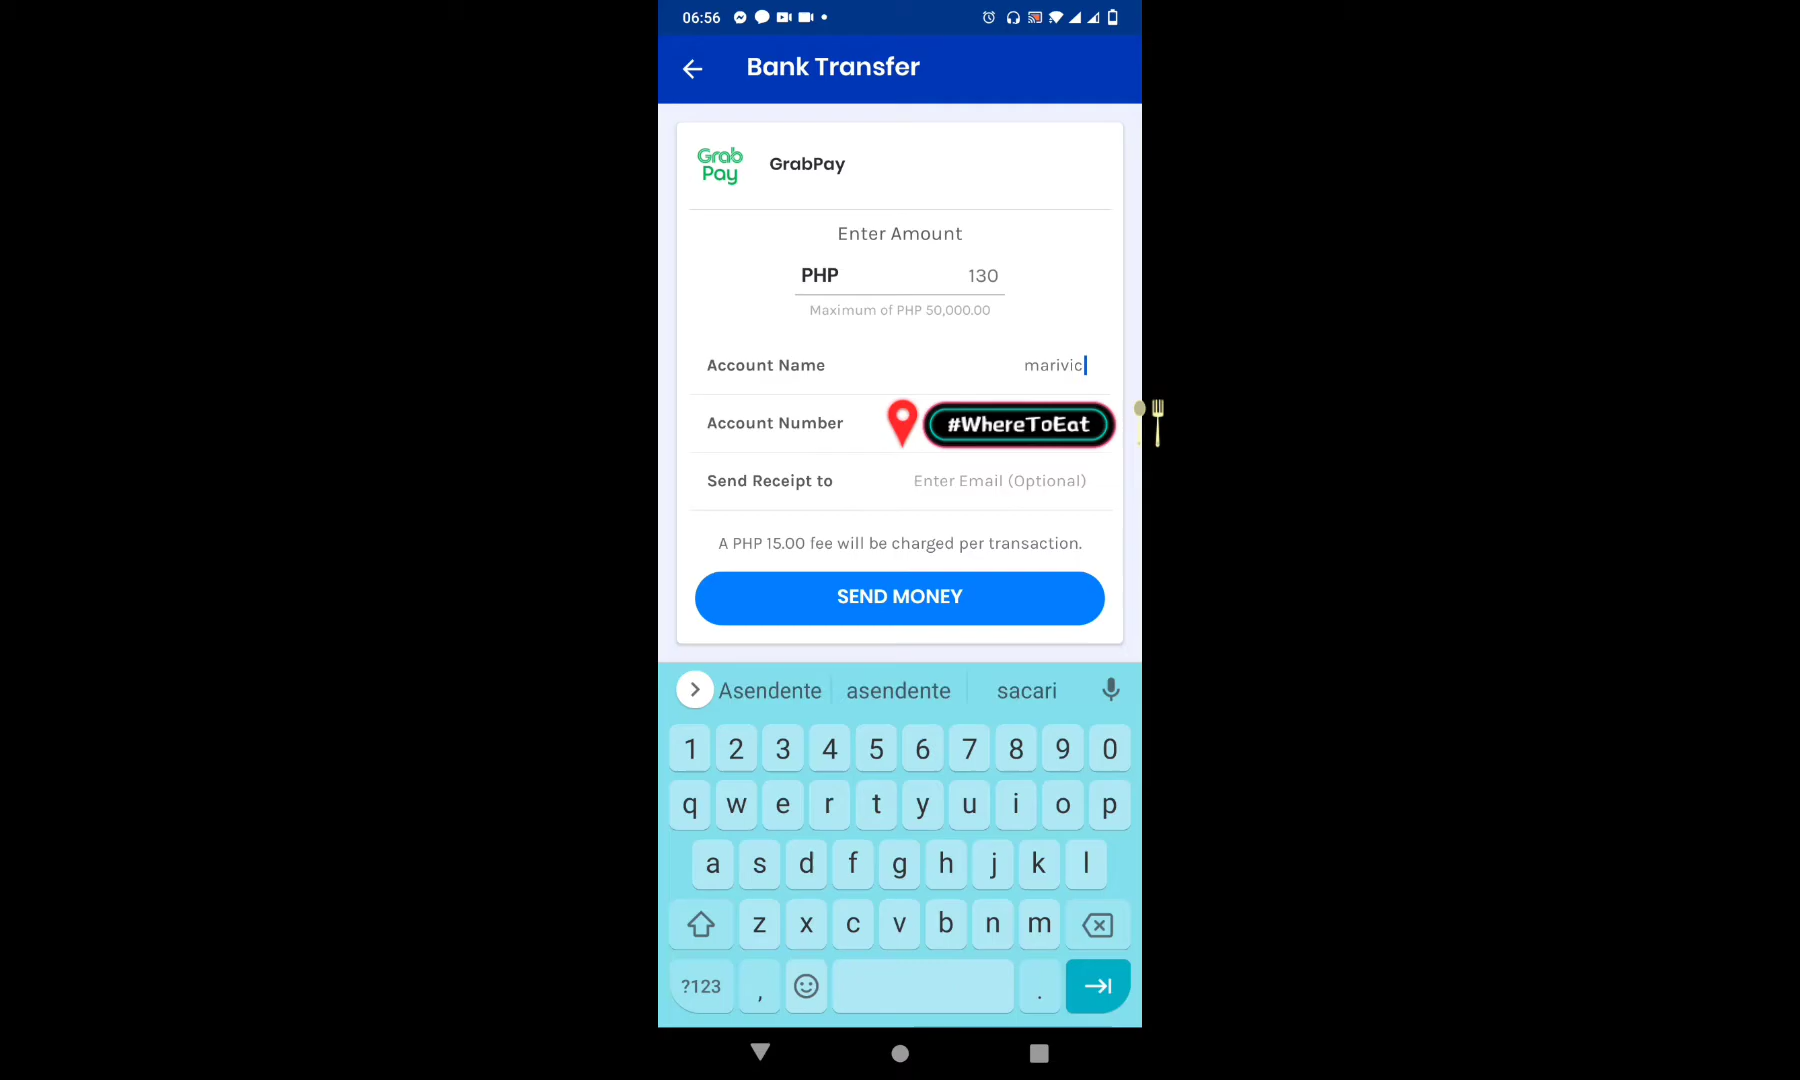 06:56
Bank Transfer
Grab Pay
GrabPay
Enter Amount
PHP 130
Maximum of PHP 50,000.00
Account Name marivic
Account Number #WhereToEat
Send Receipt to Enter Email (Optional)
A PHP 15.00 fee will be charged per transaction.
SEND MONEY
Asendente asendente sacari
1 2 3 4 5 6 7 8 9 0
q w e r t y u i o p
a s d f g h j k l
z x c v b n m
?123 , .